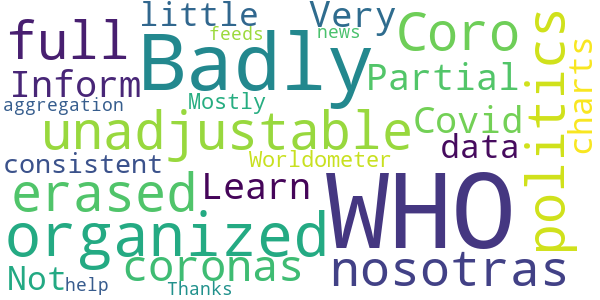 little Very
feeds news
full Badly Coro
Inform Partial
aggregation Mostly
unadjustable Covid
politics charts
consistent Worldometer data
erased Learn WHO
organized
coronas nosotras
Not help Thanks